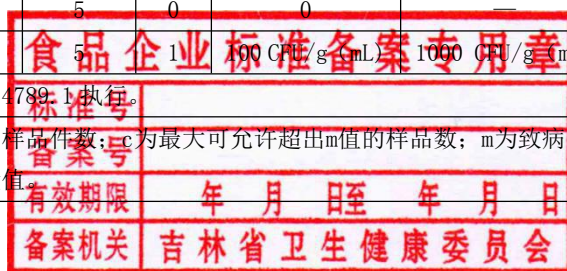 5 0 0 —
5 1 100 CFU/g（mL） 1000 CFU/g（m
食品企业标准备案专用章
4789.1 执行。
标准号
样品件数；c为最大可允许超出m值的样品数；m为致病
备案号
值。
有效期限 年 月 日至 年 月 日
备案机关 吉林省卫生健康委员会